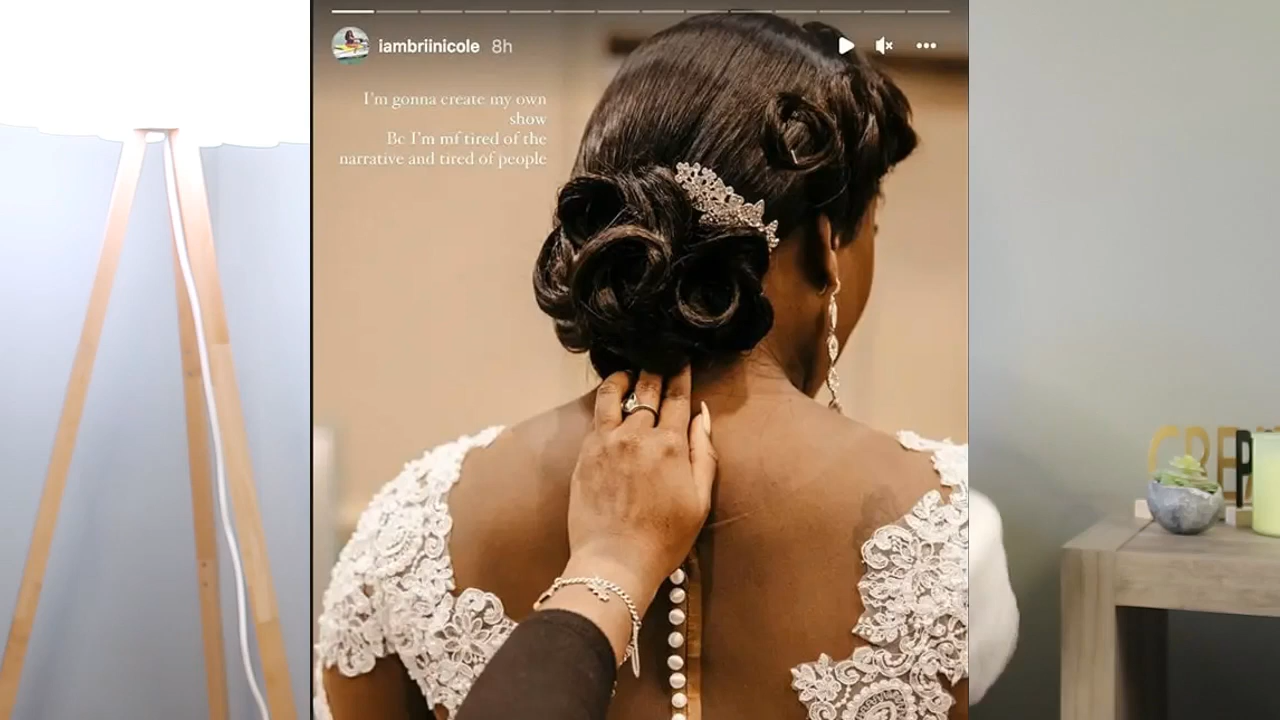 iambriinicole 8h
I'm gonna create my own
show
Bc I'm mf tired of the
narrative and tired of people